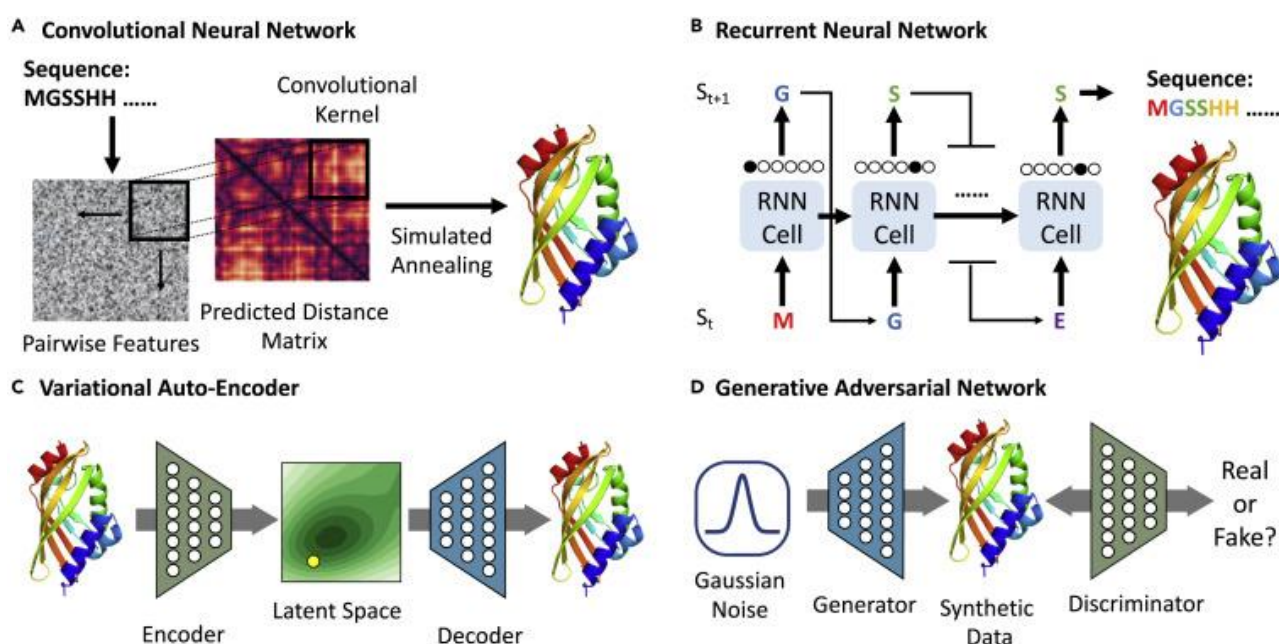 A Convolutional Neural Network
Sequence:
MGSSHH ......
Convolutional
Kernel
Simulated
Annealing
Predicted Distance
Matrix
Pairwise Features
B Recurrent Neural Network
S_{t+1}
G
S
S
Sequence:
MGSSHH ......
RNN
Cell
RNN
Cell
......
RNN
Cell
S_t
M
G
E
C Variational Auto-Encoder
Encoder
Latent Space
Decoder
D Generative Adversarial Network
Gaussian
Noise
Generator
Synthetic
Data
Discriminator
Real
or
Fake?